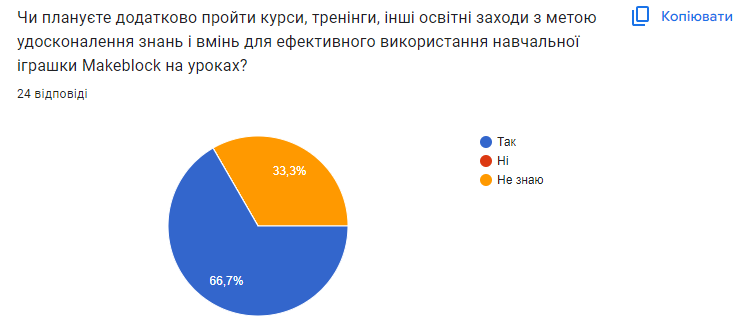 Чи плануєте додатково пройти курси, тренінги, інші освітні заходи з метою
удосконалення знань і вмінь для ефективного використання навчальної
іграшки Makeblock на уроках?
Копіювати
24 відповіді
Так
Ні
Не знаю
33,3%
66,7%